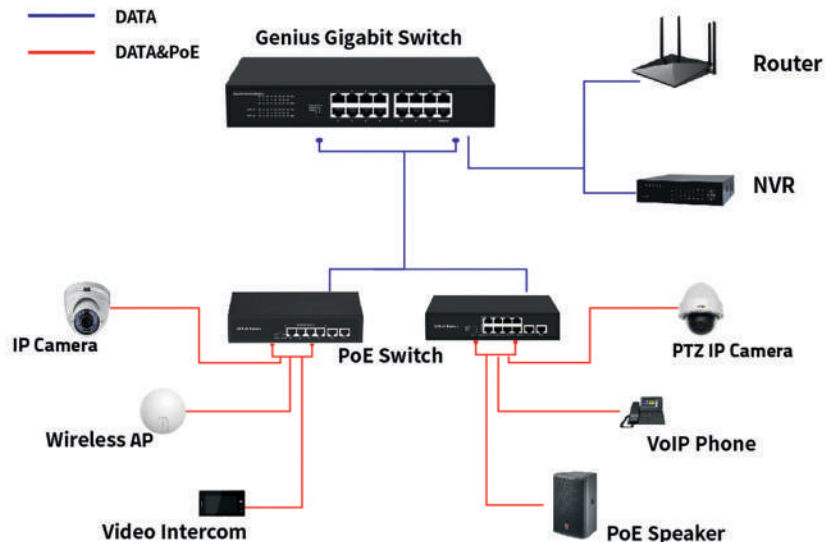 DATA
DATA&PoE
Genius Gigabit Switch
Router
NVR
IP Camera
PoE Switch
PTZ IP Camera
Wireless AP
VoIP Phone
Video Intercom
PoE Speaker